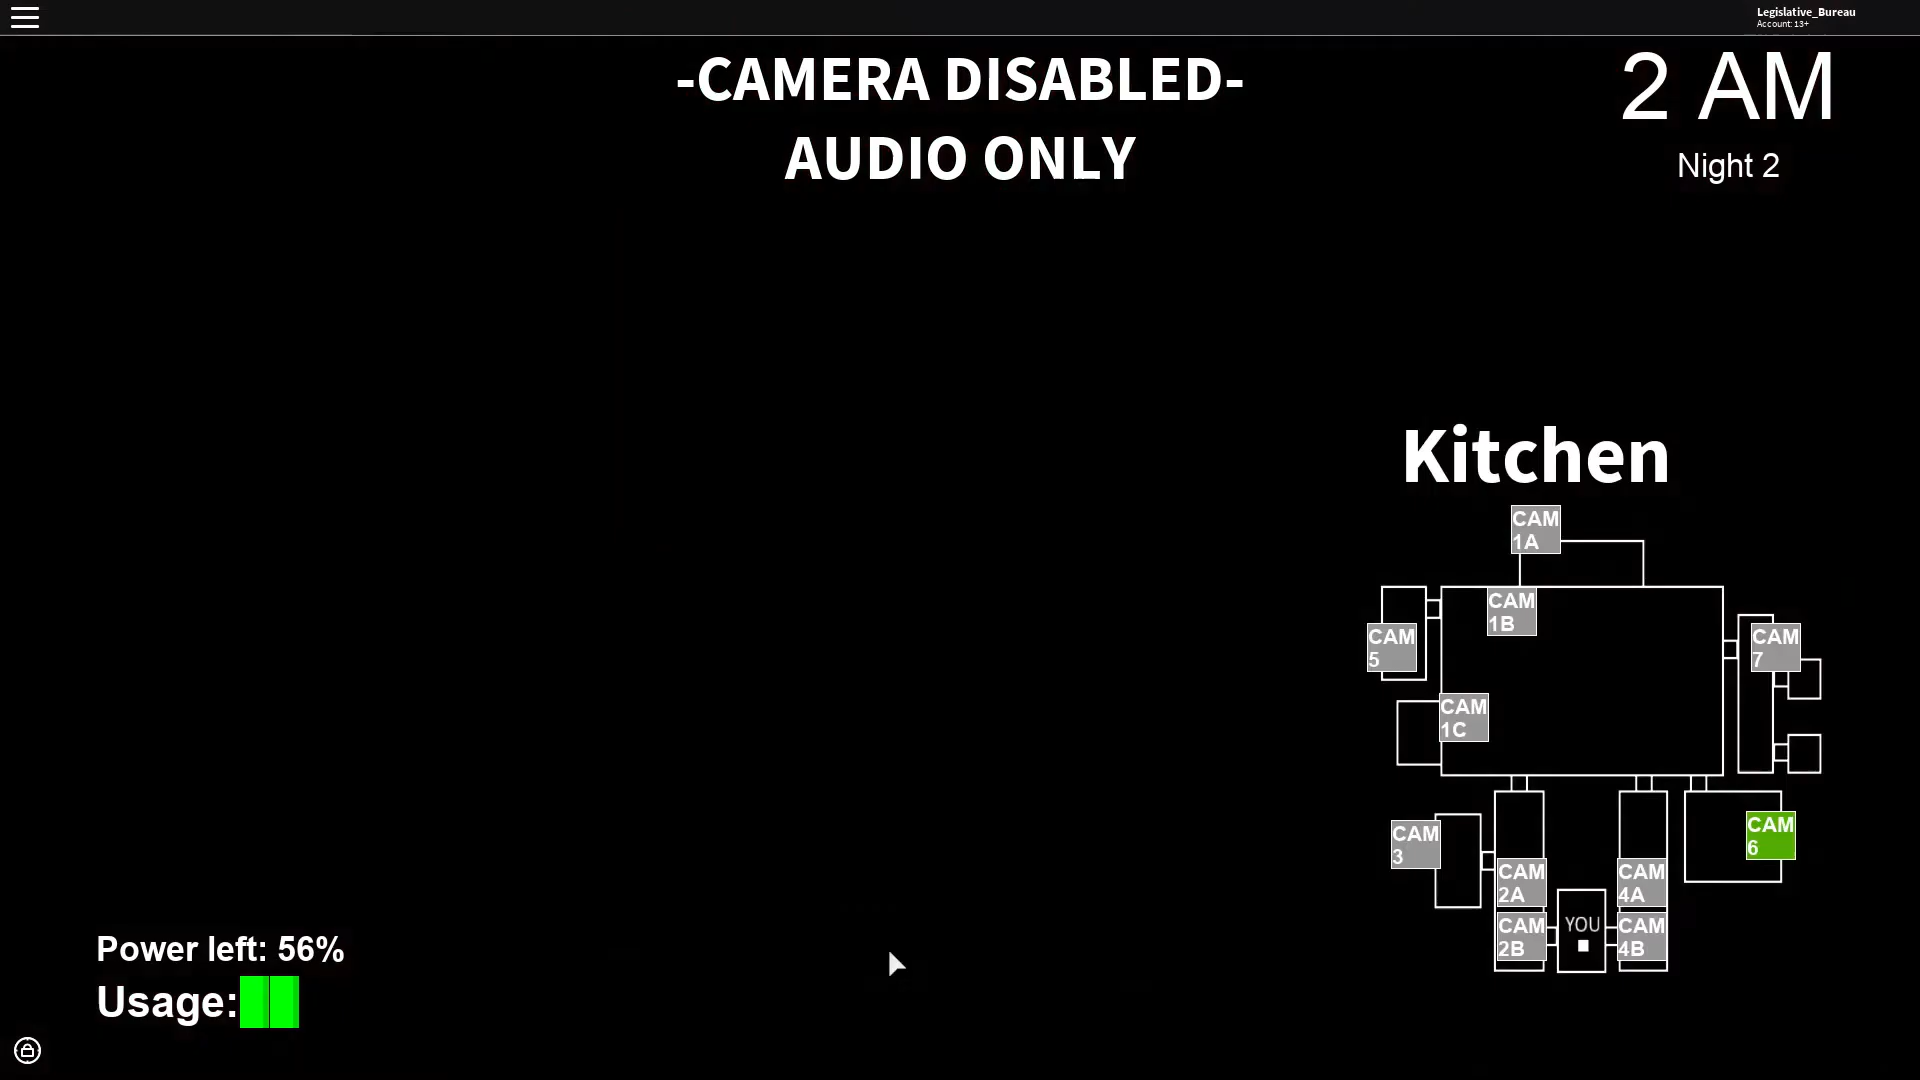 Legislative_Bureau
Account: 13+
-CAMERA DISABLED-
AUDIO ONLY
2 AM
Night 2
Kitchen
CAM
1A
CAM
1B
CAM
5
CAM
7
CAM
1C
CAM
3
CAM
6
CAM
2A
CAM
4A
YOU
CAM
2B
CAM
4B
Power left: 56%
Usage: